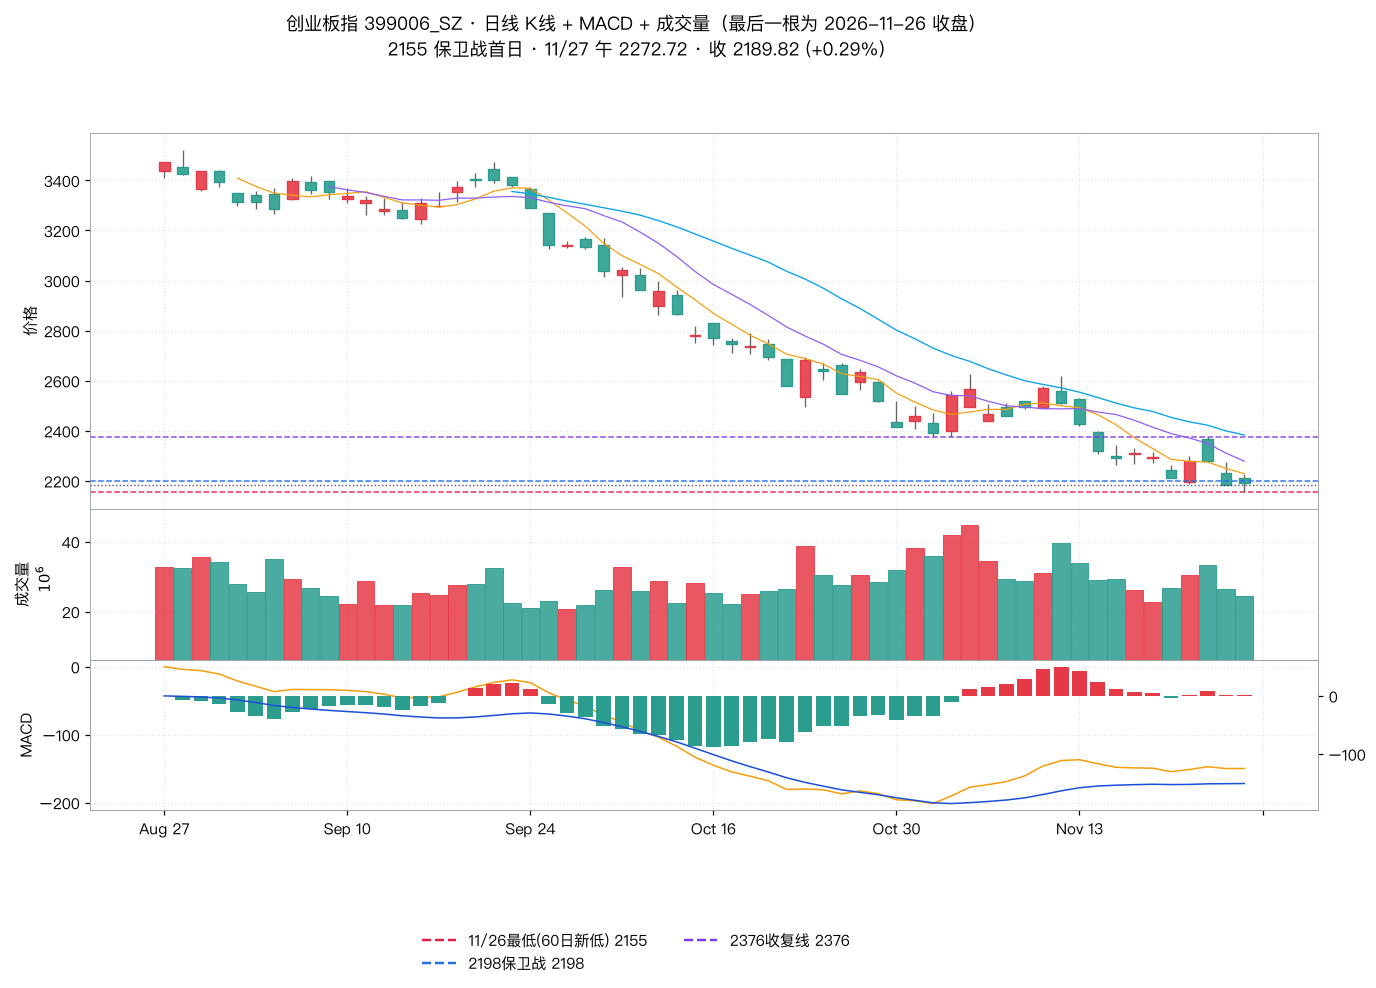 创业板指 399006_SZ · 日线 K线 + MACD + 成交量（最后一根为 2026–11–26 收盘）
2155 保卫战首日 · 11/27 午 2272.72 · 收 2189.82 (+0.29%)
价格
3400
3200
3000
2800
2600
2400
2200
成交量
10⁶
40
20
MACD
0
−100
−200
0
−100
Aug 27
Sep 10
Sep 24
Oct 16
Oct 30
Nov 13
11/26最低(60日新低) 2155
2376收复线 2376
2198保卫战 2198